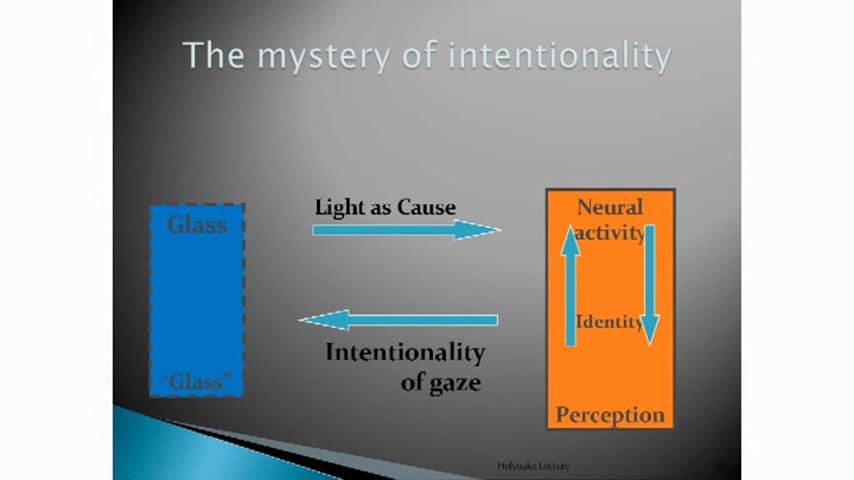 The mystery of intentionality
Glass
Light as Cause
Neural
activity
Identity
Intentionality
of gaze
"Glass"
Perception
Holyoake Lecture